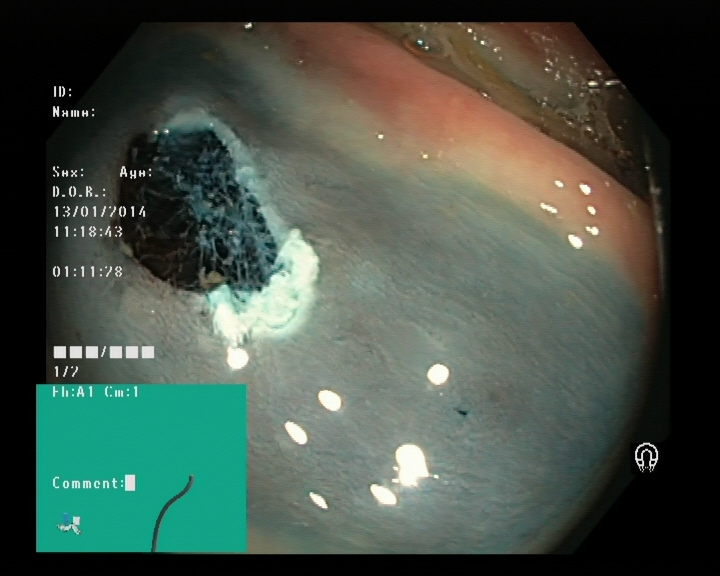 ID:
Name:
Sex: Age:
D.O.B.:
13/01/2014
11:18:43
01:11:28
■■■/■■■
1/2
Eh:A1 Cm:1
Comment: